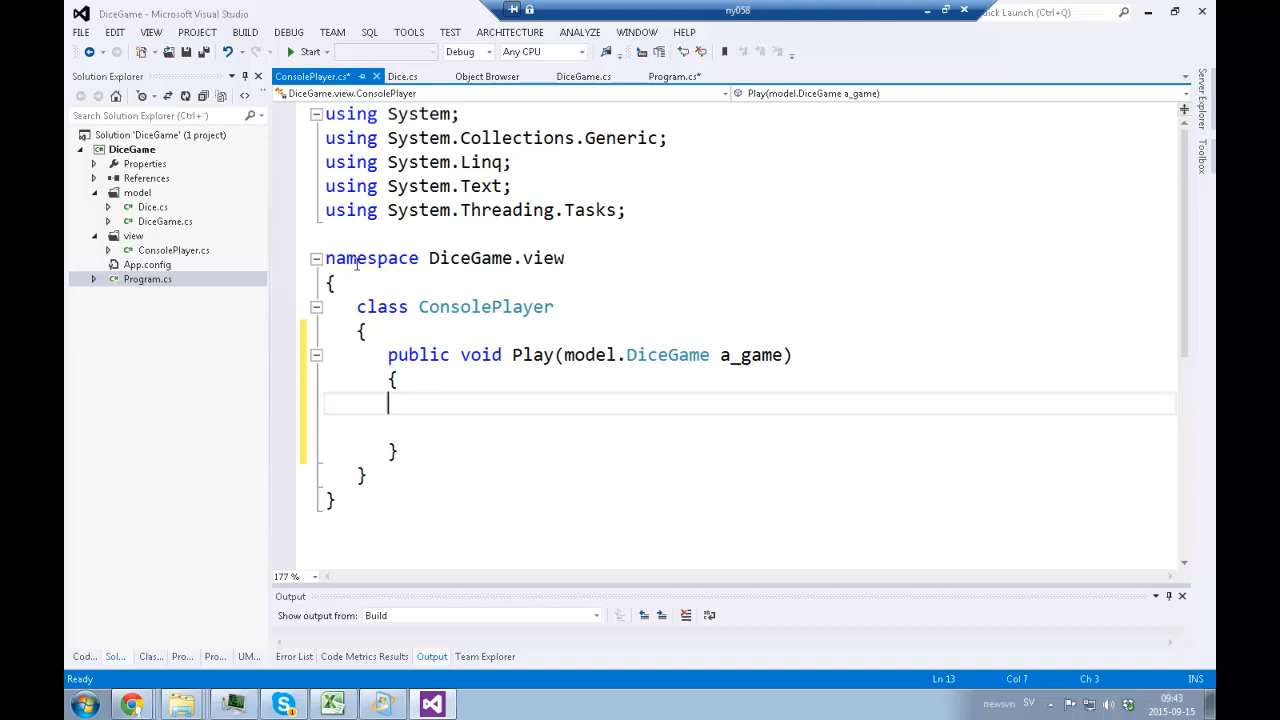 DiceGame - Microsoft Visual Studio
ny058
Quick Launch (Ctrl+Q)
FILE EDIT VIEW PROJECT BUILD DEBUG TEAM SQL TOOLS TEST ARCHITECTURE ANALYZE WINDOW HELP
Start Debug Any CPU
Solution Explorer
ConsolePlayer.cs* Dice.cs Object Browser DiceGame.cs Program.cs*
DiceGame.view.ConsolePlayer
Play(model.DiceGame a_game)
Search Solution Explorer (Ctrl+¨)
Solution 'DiceGame' (1 project)
DiceGame
Properties
References
model
Dice.cs
DiceGame.cs
view
ConsolePlayer.cs
App.config
Program.cs
using System;
using System.Collections.Generic;
using System.Linq;
using System.Text;
using System.Threading.Tasks;
namespace DiceGame.view
{
class ConsolePlayer
{
public void Play(model.DiceGame a_game)
{
}
}
}
Server Explorer
Toolbox
177 %
Output
Show output from: Build
Cod... Sol... Clas... Pro... Pro... UM...
Error List Code Metrics Results Output Team Explorer
Ready
Ln 13 Col 7 Ch 3 INS
newsvn SV
09:43
2015-09-15